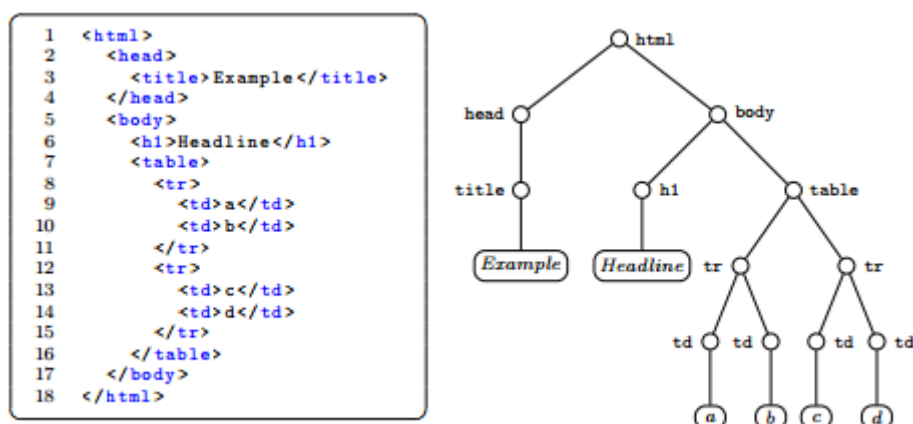 1 <html>
2 <head>
3 <title>Example</title>
4 </head>
5 <body>
6 <h1>Headline</h1>
7 <table>
8 <tr>
9 <td>a</td>
10 <td>b</td>
11 </tr>
12 <tr>
13 <td>c</td>
14 <td>d</td>
15 </tr>
16 </table>
17 </body>
18 </html>
html
head body
title h1 table
Example Headline
tr tr
td td td td
a b c d